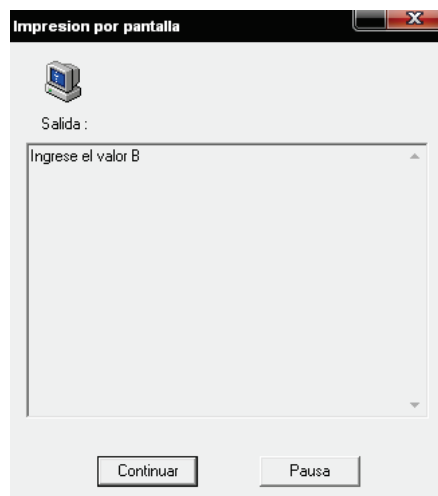 Impresion por pantalla
Salida :
Ingrese el valor B
Continuar
Pausa